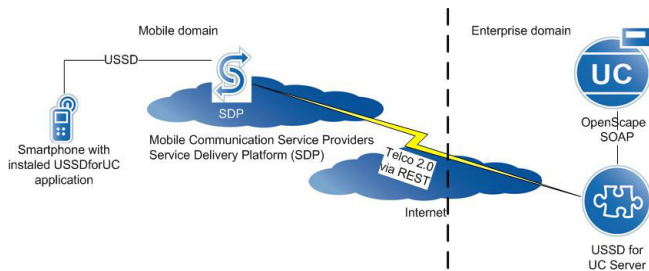 Mobile domain
Enterprise domain
USSD
SDP
UC
OpenScape
SOAP
Smartphone with
instaled USSDforUC
application
Mobile Communication Service Providers
Service Delivery Platform (SDP)
Telco 2.0
via REST
Internet
USSD for
UC Server